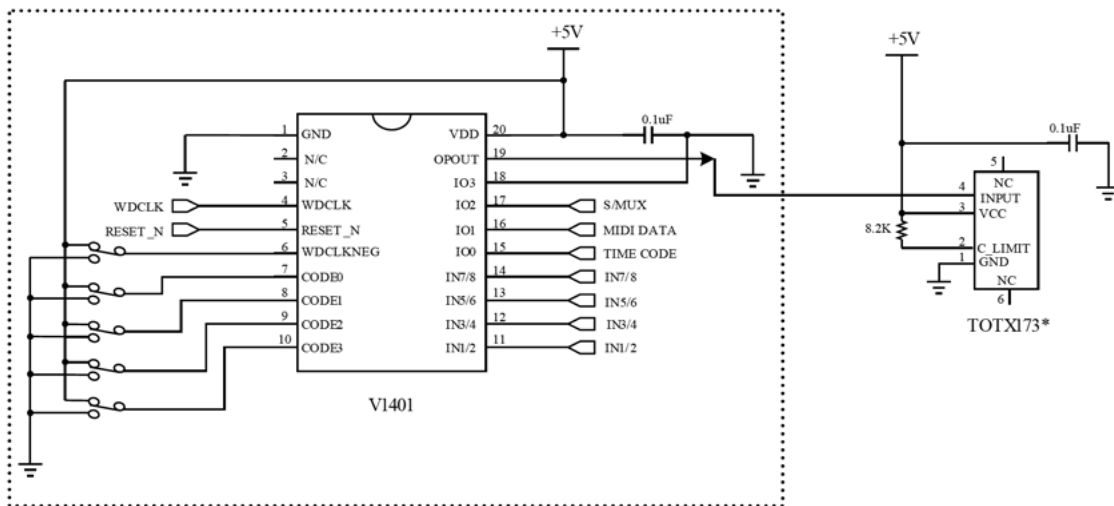 +5V
+5V
0.1uF
0.1uF
1 GND VDD 20
2 N/C OPOUT 19
3 N/C IO3 18
WDCLK 4 WDCLK IO2 17 S/MUX
RESET_N 5 RESET_N IO1 16 MIDI DATA
6 WDCLKNEG IO0 15 TIME CODE
7 CODE0 IN7/8 14 IN7/8
8 CODE1 IN5/6 13 IN5/6
9 CODE2 IN3/4 12 IN3/4
10 CODE3 IN1/2 11 IN1/2
V1401
5
NC
4 INPUT
3 VCC
8.2K
2 C_LIMIT
1 GND
NC
6
TOTX173*